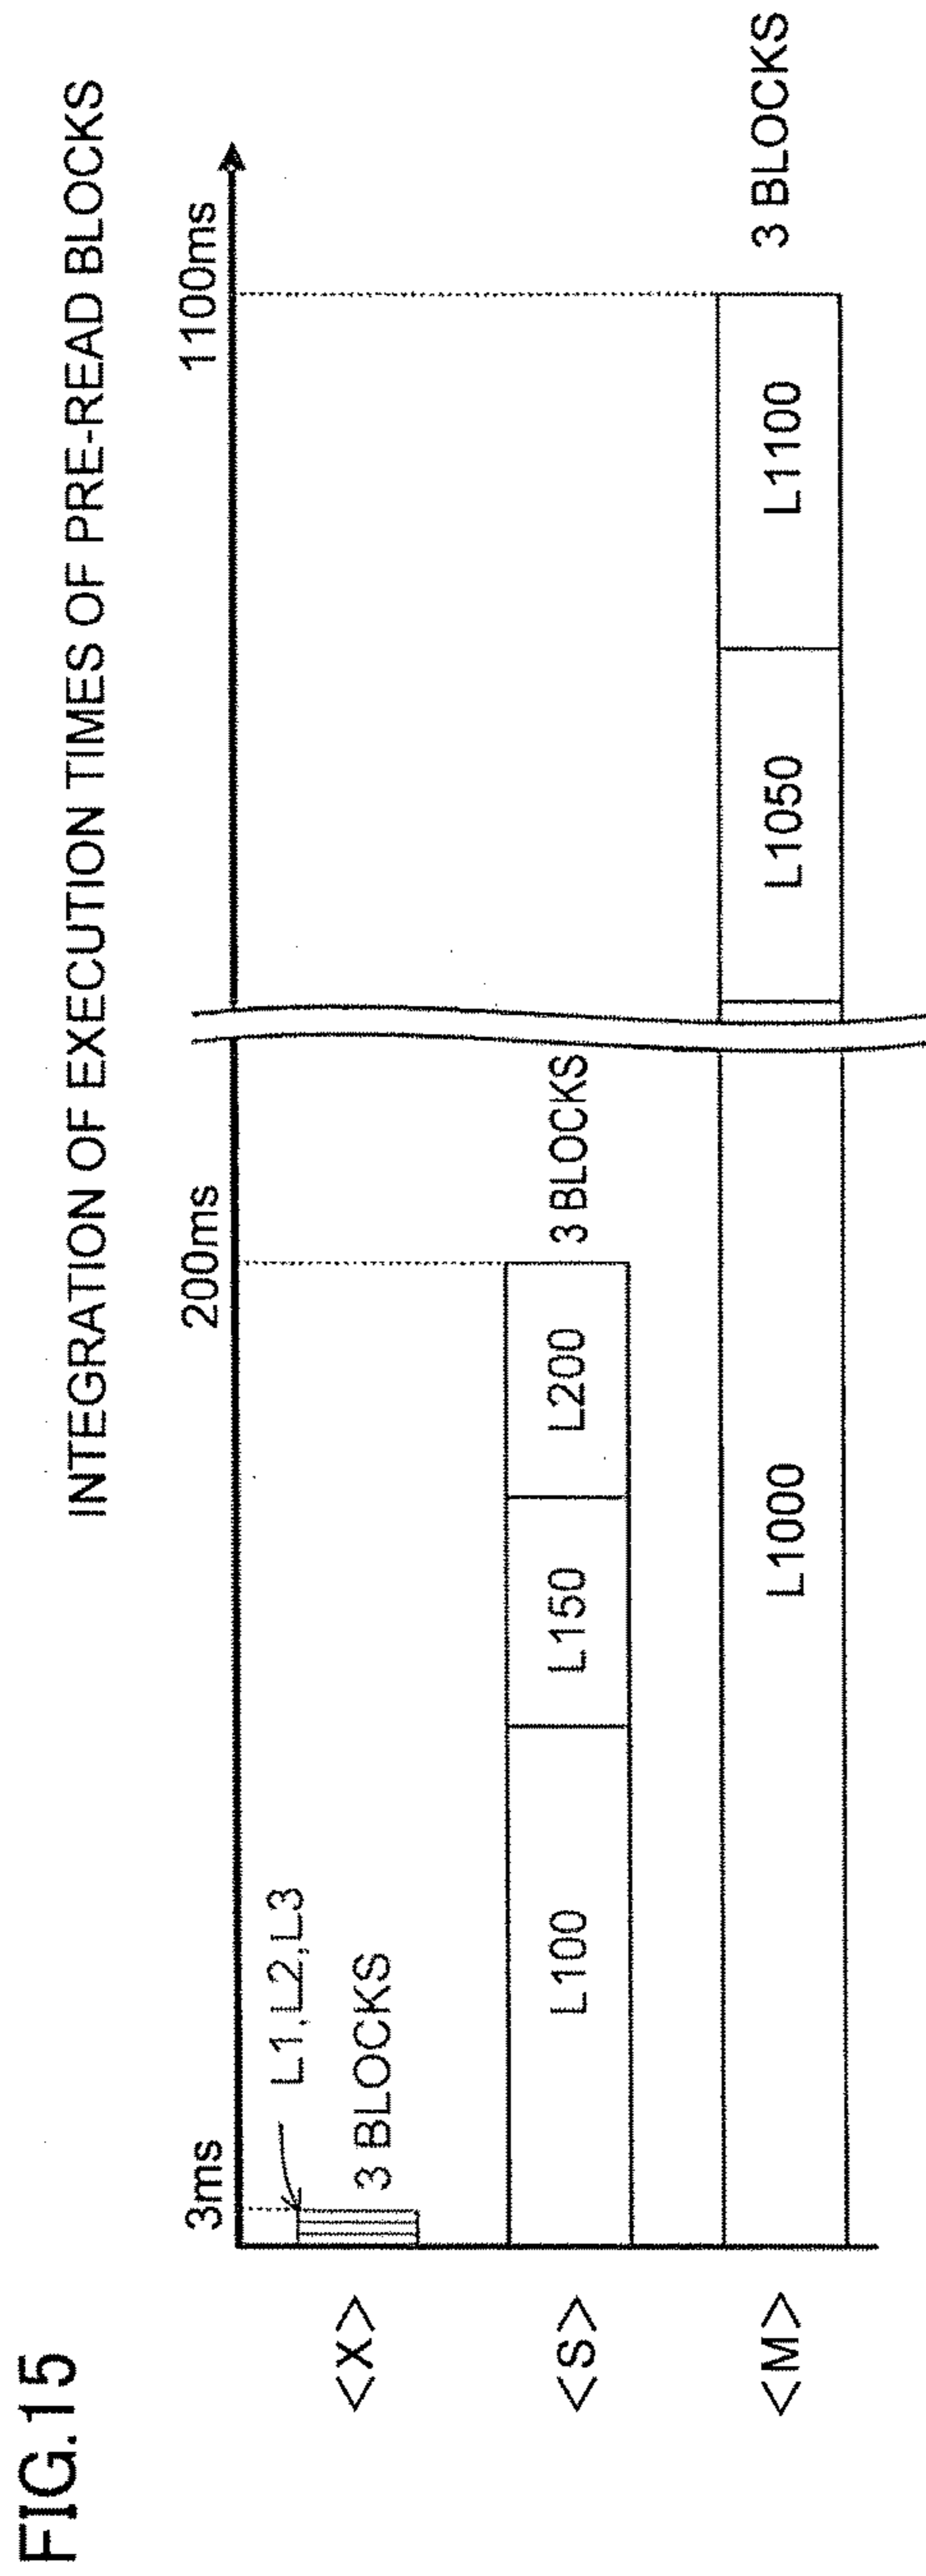 FIG.15
INTEGRATION OF EXECUTION TIMES OF PRE-READ BLOCKS
3ms
200ms
1100ms
<X>
L1,L2,L3
3 BLOCKS
<S>
L100
L150
L200
3 BLOCKS
<M>
L1000
L1050
L1100
3 BLOCKS